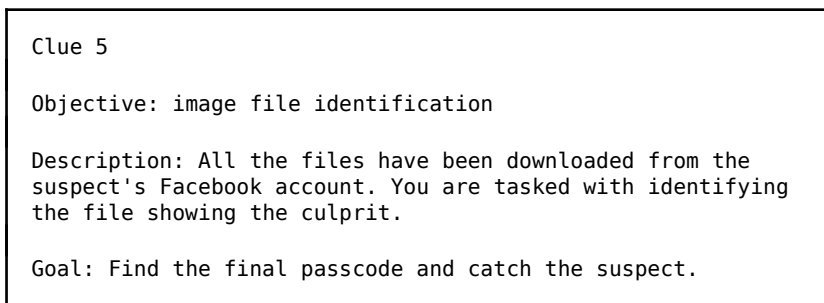 Clue 5
Objective: image file identification
Description: All the files have been downloaded from the
suspect's Facebook account. You are tasked with identifying
the file showing the culprit.
Goal: Find the final passcode and catch the suspect.